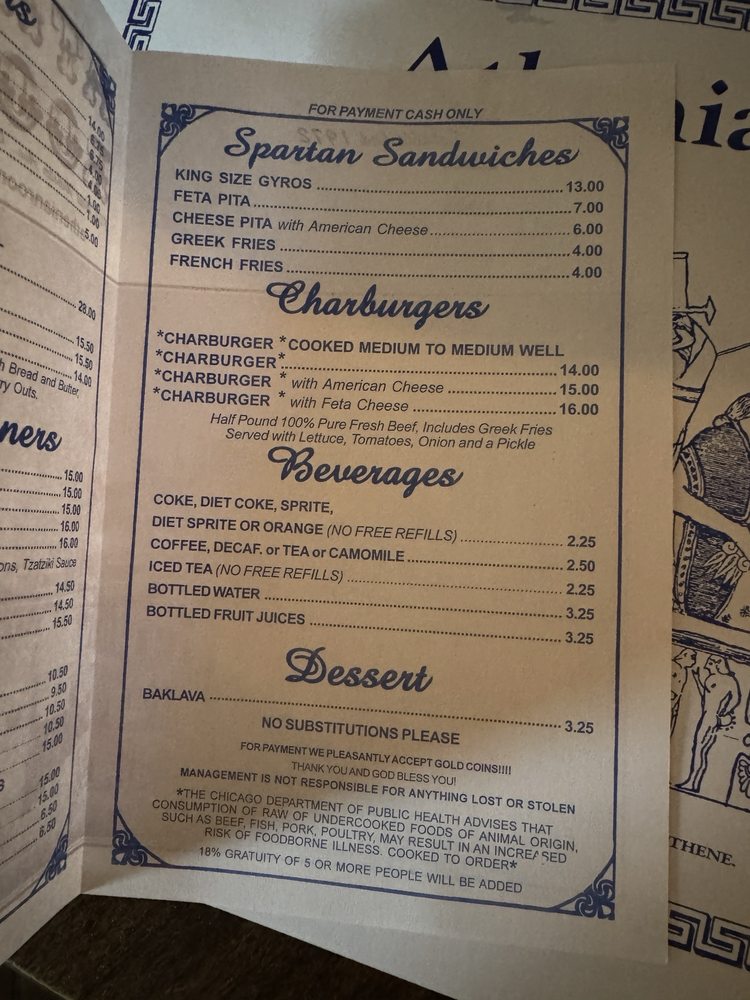 14.00
5.00
28.00
15.50
15.50
14.00
h Bread and Butter
ry Outs.
ners
15.00
15.00
15.00
16.00
16.00
ons, Tzatziki Sauce
14.50
14.50
15.50
10.50
9.50
10.50
10.50
15.00
15.00
15.00
6.50
6.50
FOR PAYMENT CASH ONLY
Spartan Sandwiches
KING SIZE GYROS 13.00
FETA PITA 7.00
CHEESE PITA with American Cheese 6.00
GREEK FRIES 4.00
FRENCH FRIES 4.00
Charburgers
*CHARBURGER *COOKED MEDIUM TO MEDIUM WELL
*CHARBURGER* 14.00
*CHARBURGER * with American Cheese 15.00
*CHARBURGER * with Feta Cheese 16.00
Half Pound 100% Pure Fresh Beef, Includes Greek Fries
Served with Lettuce, Tomatoes, Onion and a Pickle
Beverages
COKE, DIET COKE, SPRITE,
DIET SPRITE OR ORANGE (NO FREE REFILLS) 2.25
COFFEE, DECAF. or TEA or CAMOMILE 2.50
ICED TEA (NO FREE REFILLS) 2.25
BOTTLED WATER 3.25
BOTTLED FRUIT JUICES 3.25
Dessert
BAKLAVA 3.25
NO SUBSTITUTIONS PLEASE
FOR PAYMENT WE PLEASANTLY ACCEPT GOLD COINS!!!!
THANK YOU AND GOD BLESS YOU!
MANAGEMENT IS NOT RESPONSIBLE FOR ANYTHING LOST OR STOLEN
*THE CHICAGO DEPARTMENT OF PUBLIC HEALTH ADVISES THAT
CONSUMPTION OF RAW OF UNDERCOOKED FOODS OF ANIMAL ORIGIN,
SUCH AS BEEF, FISH, PORK, POULTRY, MAY RESULT IN AN INCREASED
RISK OF FOODBORNE ILLNESS. COOKED TO ORDER*
18% GRATUITY OF 5 OR MORE PEOPLE WILL BE ADDED
THENE.